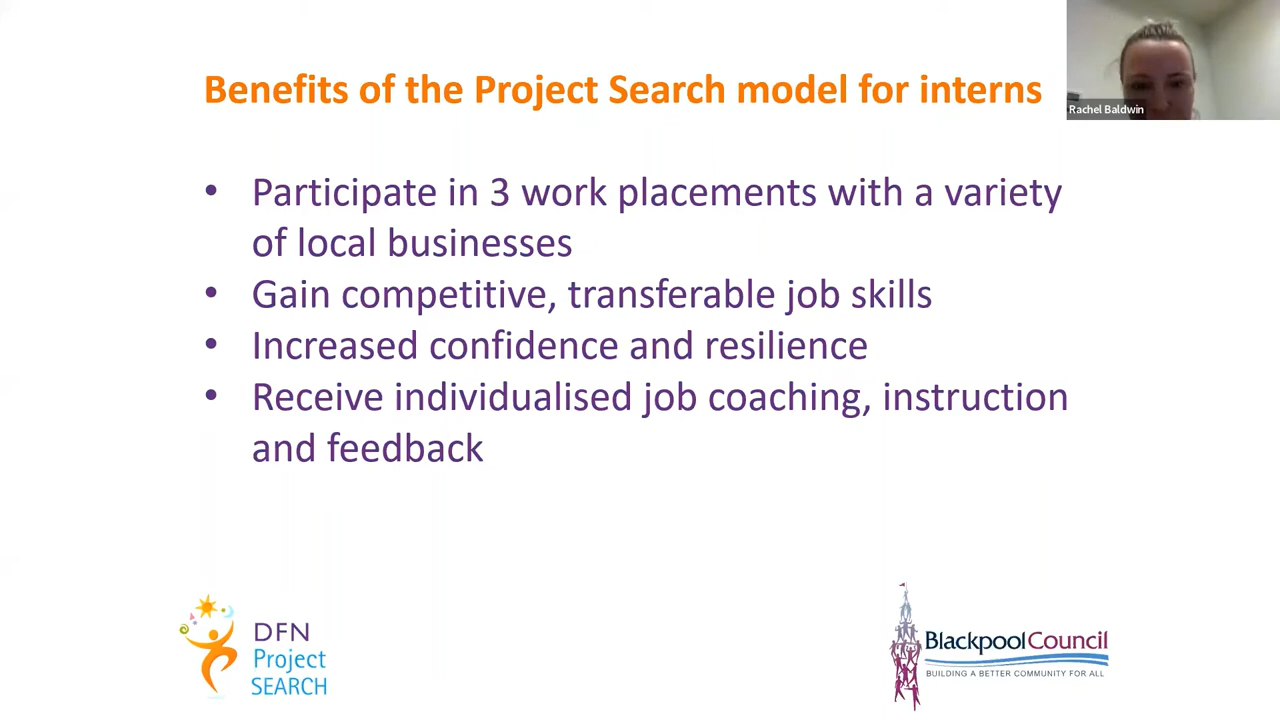 Benefits of the Project Search model for interns
Rachel Baldwin
• Participate in 3 work placements with a variety
of local businesses
• Gain competitive, transferable job skills
• Increased confidence and resilience
• Receive individualised job coaching, instruction
and feedback
DFN
Project
SEARCH
BlackpoolCouncil
BUILDING A BETTER COMMUNITY FOR ALL